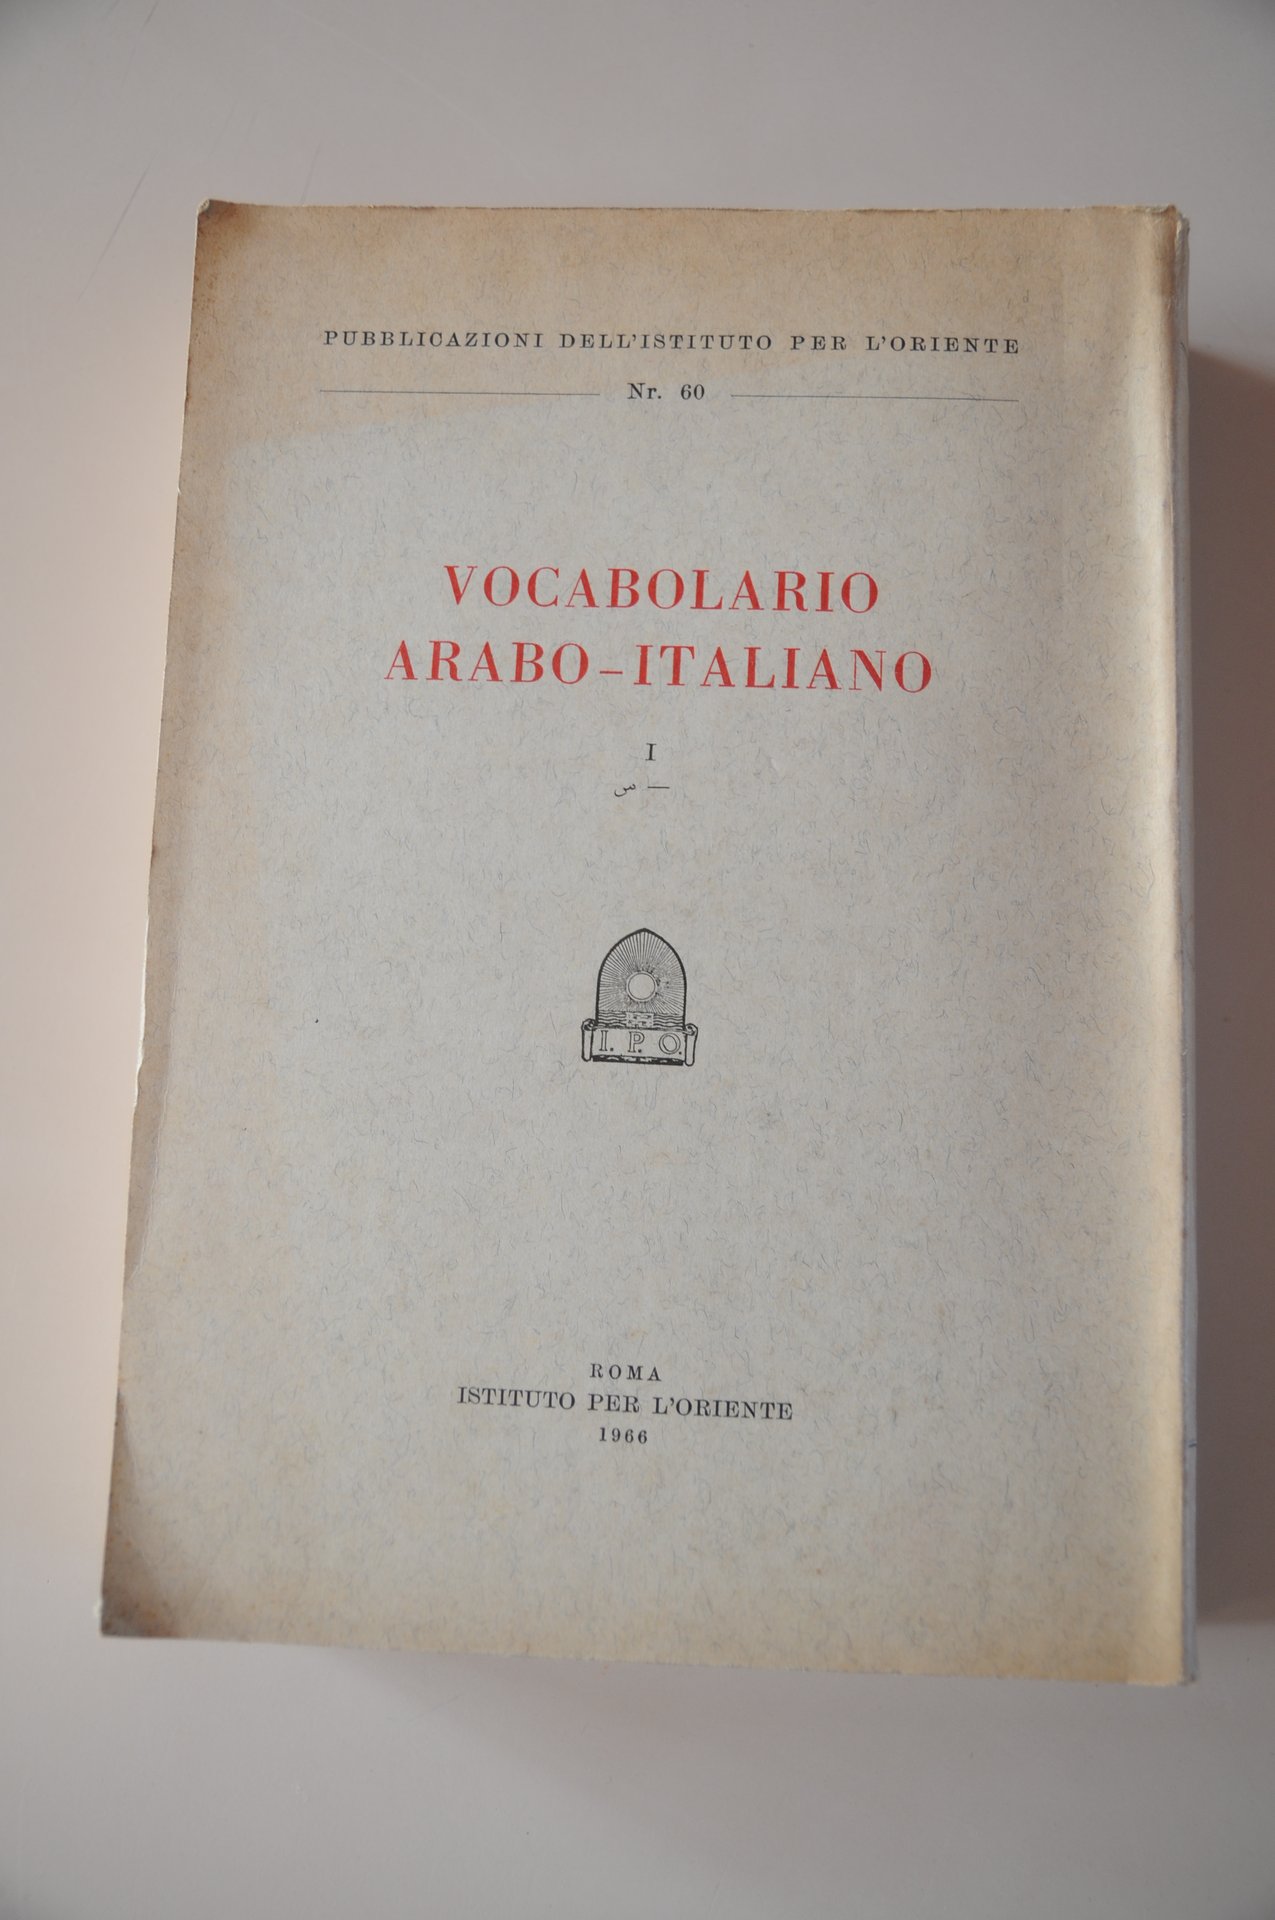 PUBBLICAZIONI DELL'ISTITUTO PER L'ORIENTE
Nr. 60
VOCABOLARIO
ARABO-ITALIANO
I
— س
I. P. O.
ROMA
ISTITUTO PER L'ORIENTE
1966